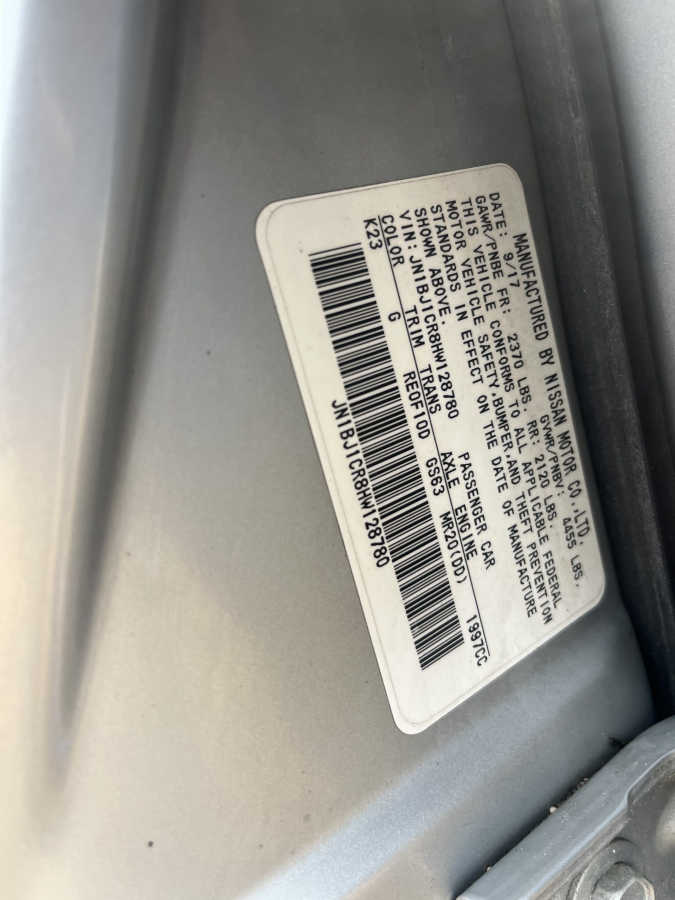 MANUFACTURED BY NISSAN MOTOR CO.,LTD.
DATE: 9/17 GVWR/PNBV: 4455 LBS.
GAWR/PNBE FR: 2370 LBS. RR: 2120 LBS.
THIS VEHICLE CONFORMS TO ALL APPLICABLE FEDERAL
MOTOR VEHICLE SAFETY,BUMPER,AND THEFT PREVENTION
STANDARDS IN EFFECT ON THE DATE OF MANUFACTURE
SHOWN ABOVE.
VIN:JN1BJ1CR8HW128780 PASSENGER CAR
COLOR TRIM TRANS AXLE ENGINE
K23 G RE0F10D GS63 MR20(DD) 1997CC
JN1BJ1CR8HW128780